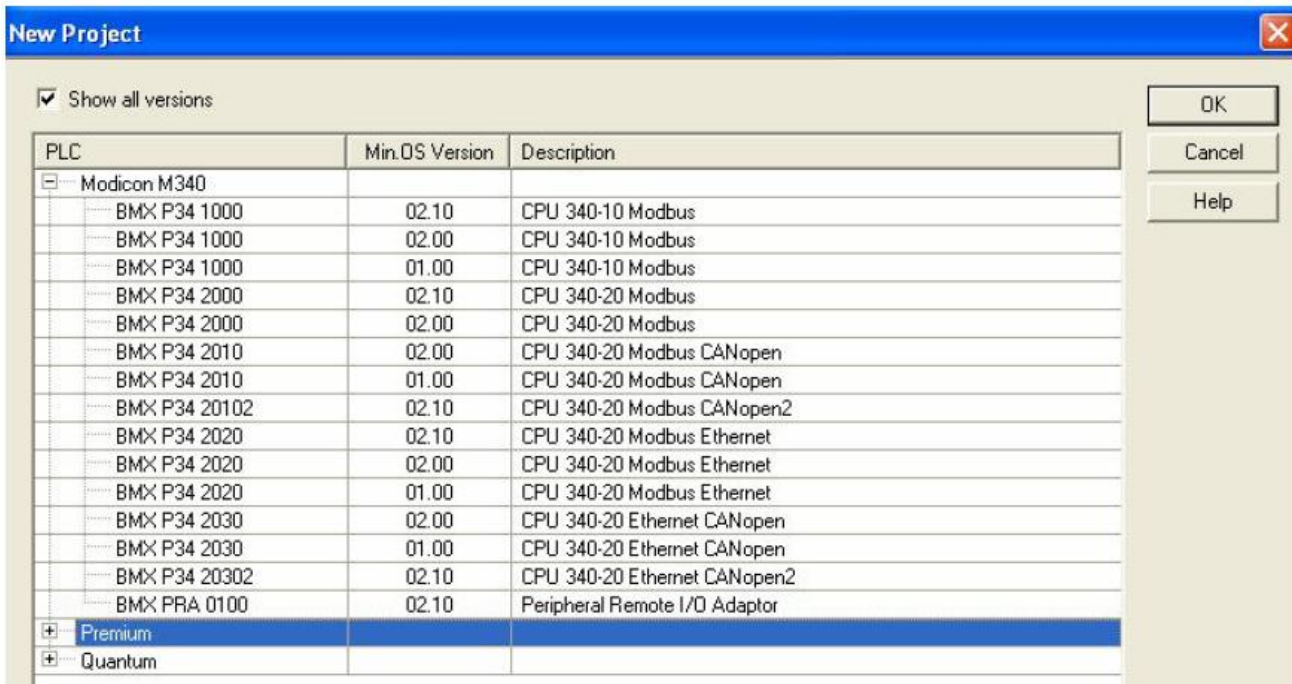 New Project
Show all versions
OK
PLC Min.OS Version Description
Cancel
Modicon M340
Help
BMX P34 1000 02.10 CPU 340-10 Modbus
BMX P34 1000 02.00 CPU 340-10 Modbus
BMX P34 1000 01.00 CPU 340-10 Modbus
BMX P34 2000 02.10 CPU 340-20 Modbus
BMX P34 2000 02.00 CPU 340-20 Modbus
BMX P34 2010 02.00 CPU 340-20 Modbus CANopen
BMX P34 2010 01.00 CPU 340-20 Modbus CANopen
BMX P34 20102 02.10 CPU 340-20 Modbus CANopen2
BMX P34 2020 02.10 CPU 340-20 Modbus Ethernet
BMX P34 2020 02.00 CPU 340-20 Modbus Ethernet
BMX P34 2020 01.00 CPU 340-20 Modbus Ethernet
BMX P34 2030 02.00 CPU 340-20 Ethernet CANopen
BMX P34 2030 01.00 CPU 340-20 Ethernet CANopen
BMX P34 20302 02.10 CPU 340-20 Ethernet CANopen2
BMX PRA 0100 02.10 Peripheral Remote I/O Adaptor
Premium
Quantum